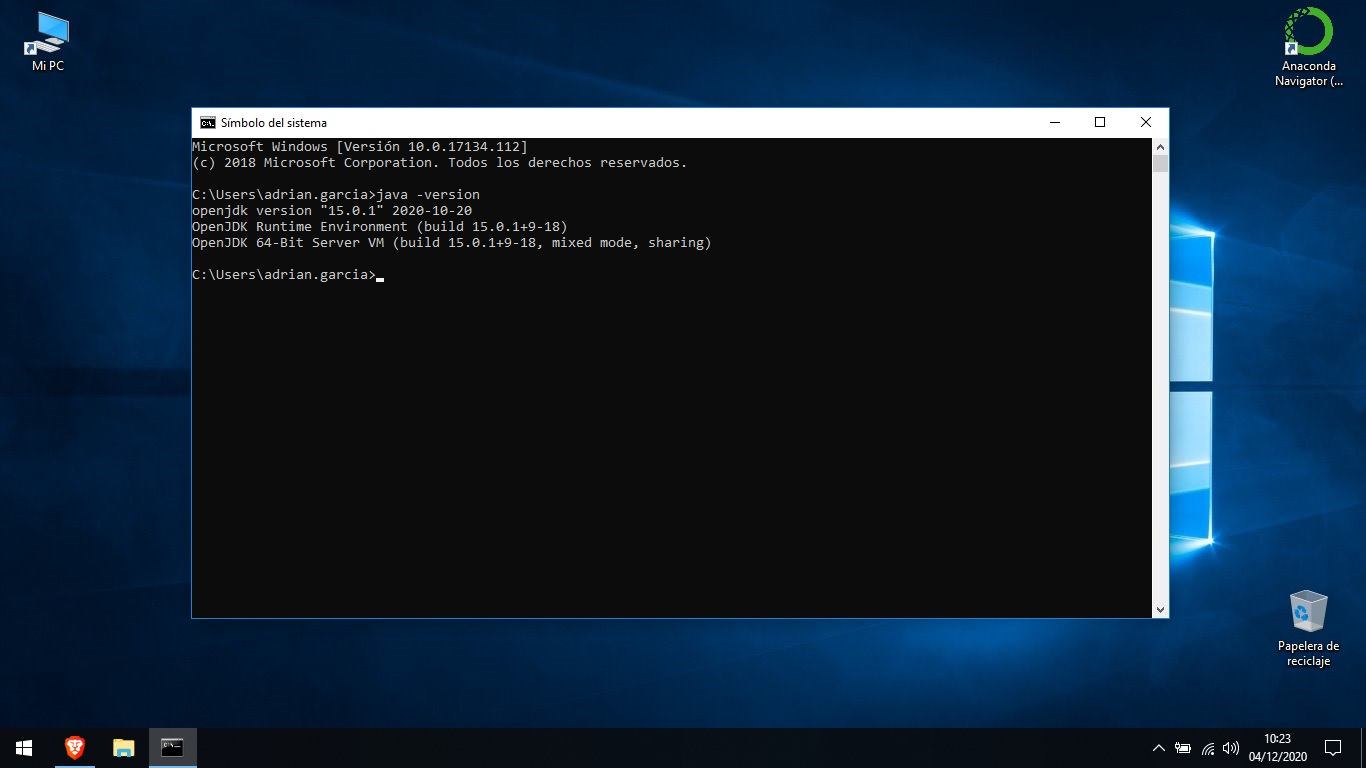 Mi PC
Anaconda
Navigator (...
Símbolo del sistema
Microsoft Windows [Versión 10.0.17134.112]
(c) 2018 Microsoft Corporation. Todos los derechos reservados.
C:\Users\adrian.garcia>java -version
openjdk version "15.0.1" 2020-10-20
OpenJDK Runtime Environment (build 15.0.1+9-18)
OpenJDK 64-Bit Server VM (build 15.0.1+9-18, mixed mode, sharing)
C:\Users\adrian.garcia>
Papelera de
reciclaje
10:23
04/12/2020